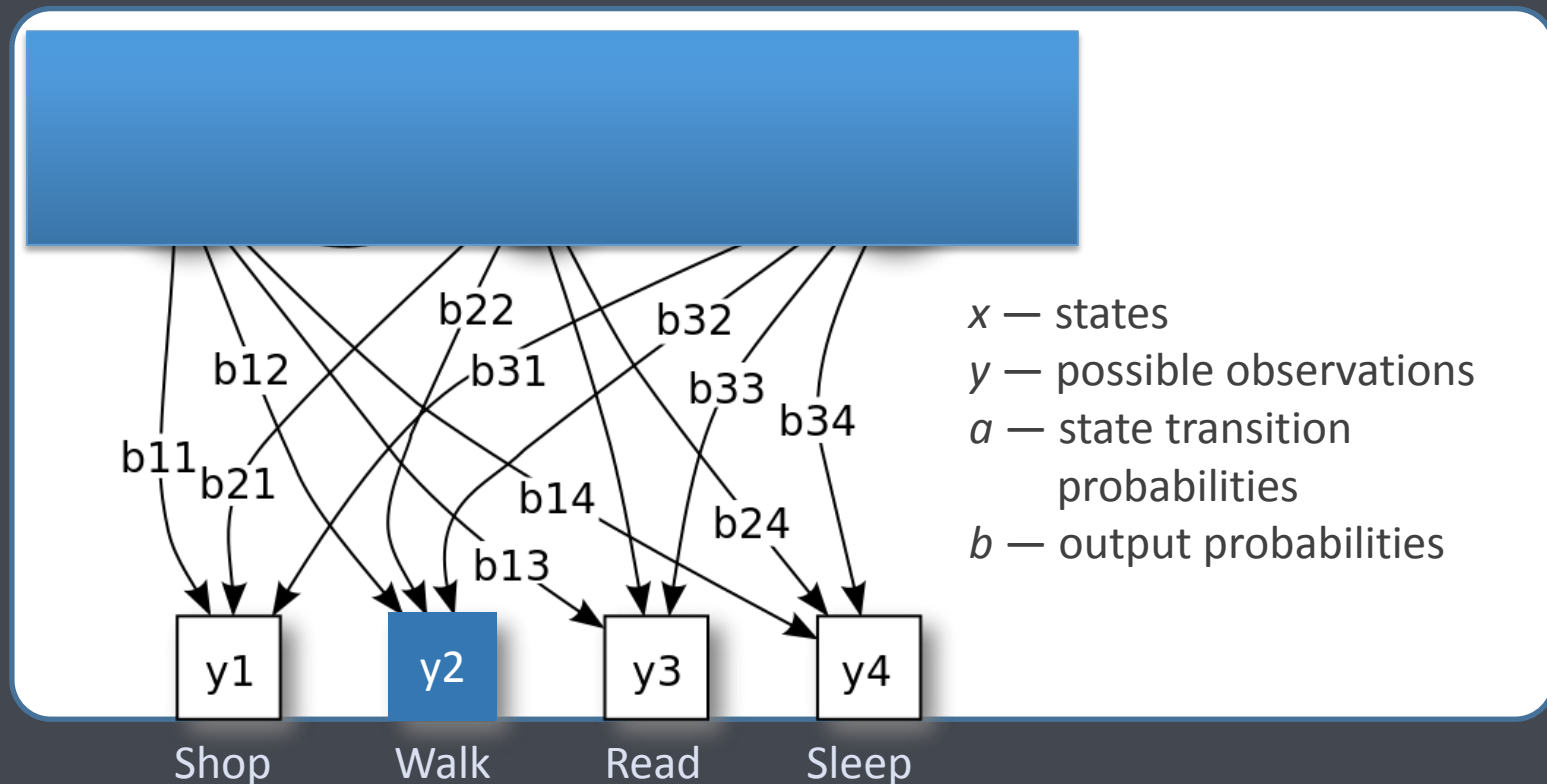 b22
b32
b12
b31
b33
b34
b11
b21
b14
b24
b13
y1 y2 y3 y4
Shop Walk Read Sleep
x — states
y — possible observations
a — state transition
probabilities
b — output probabilities